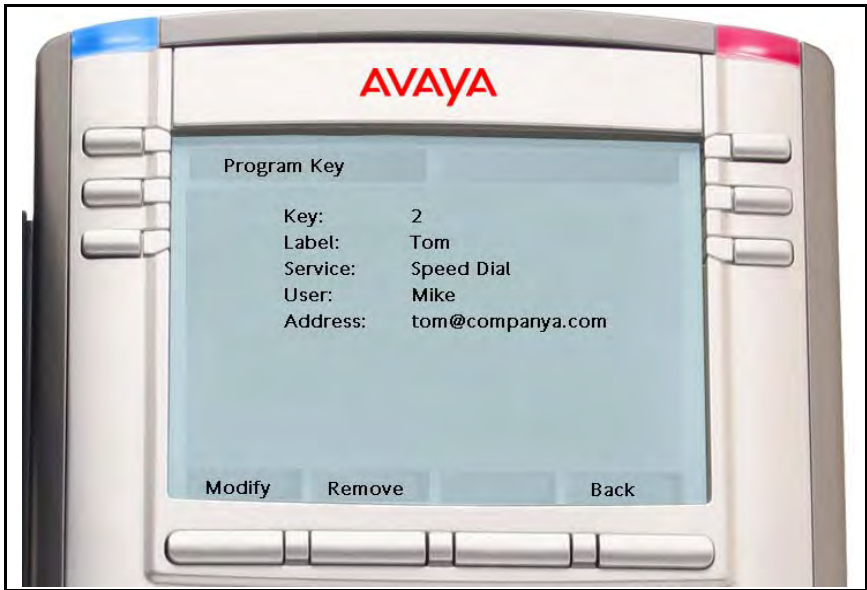 AVAYA
Program Key
Key: 2
Label: Tom
Service: Speed Dial
User: Mike
Address: tom@companya.com
Modify Remove Back